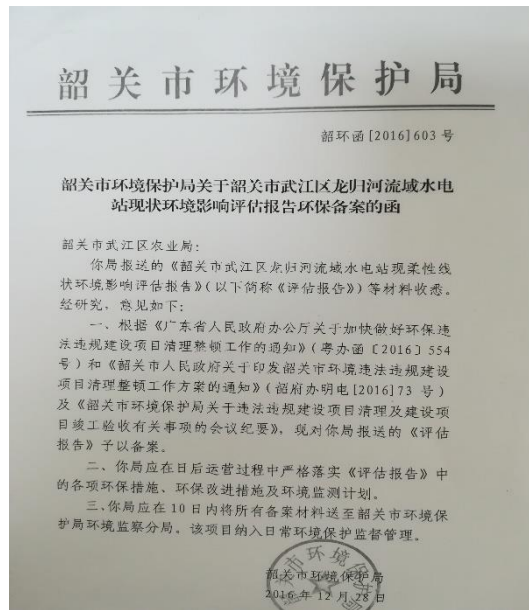 韶关市环境保护局
韶环函[2016]603号
韶关市环境保护局关于韶关市武江区龙归河流域水电
站现状环境影响评估报告环保备案的函
韶关市武江区农业局：
你局报送的《韶关市武江区龙归河流域水电站现柔性线
状环境影响评估报告》(以下简称《评估报告》)等材料收悉。
经研究，意见如下：
一、根据《广东省人民政府办公厅关于加快做好环保违
法违规建设项目清理整顿工作的通知》(粤办函〔2016〕554
号）和《韶关市人民政府关于印发韶关市环境违法违规建设
项目清理整顿工作方案的通知》(韶府办明电[2016]73 号）
及《韶关市环境保护局关于违法违规建设项目清理及建设项
目竣工验收有关事项的会议纪要》，现对你局报送的《评估
报告》予以备案。
二、你局应在日后运营过程中严格落实《评估报告》中
的各项环保措施、环保改进措施及环境监测计划。
三、你局应在10日内将所有备案材料送至韶关市环境保
护局环境监察分局。该项目纳入日常环境保护监督管理。
韶关市环境保护局
2016年12月28日